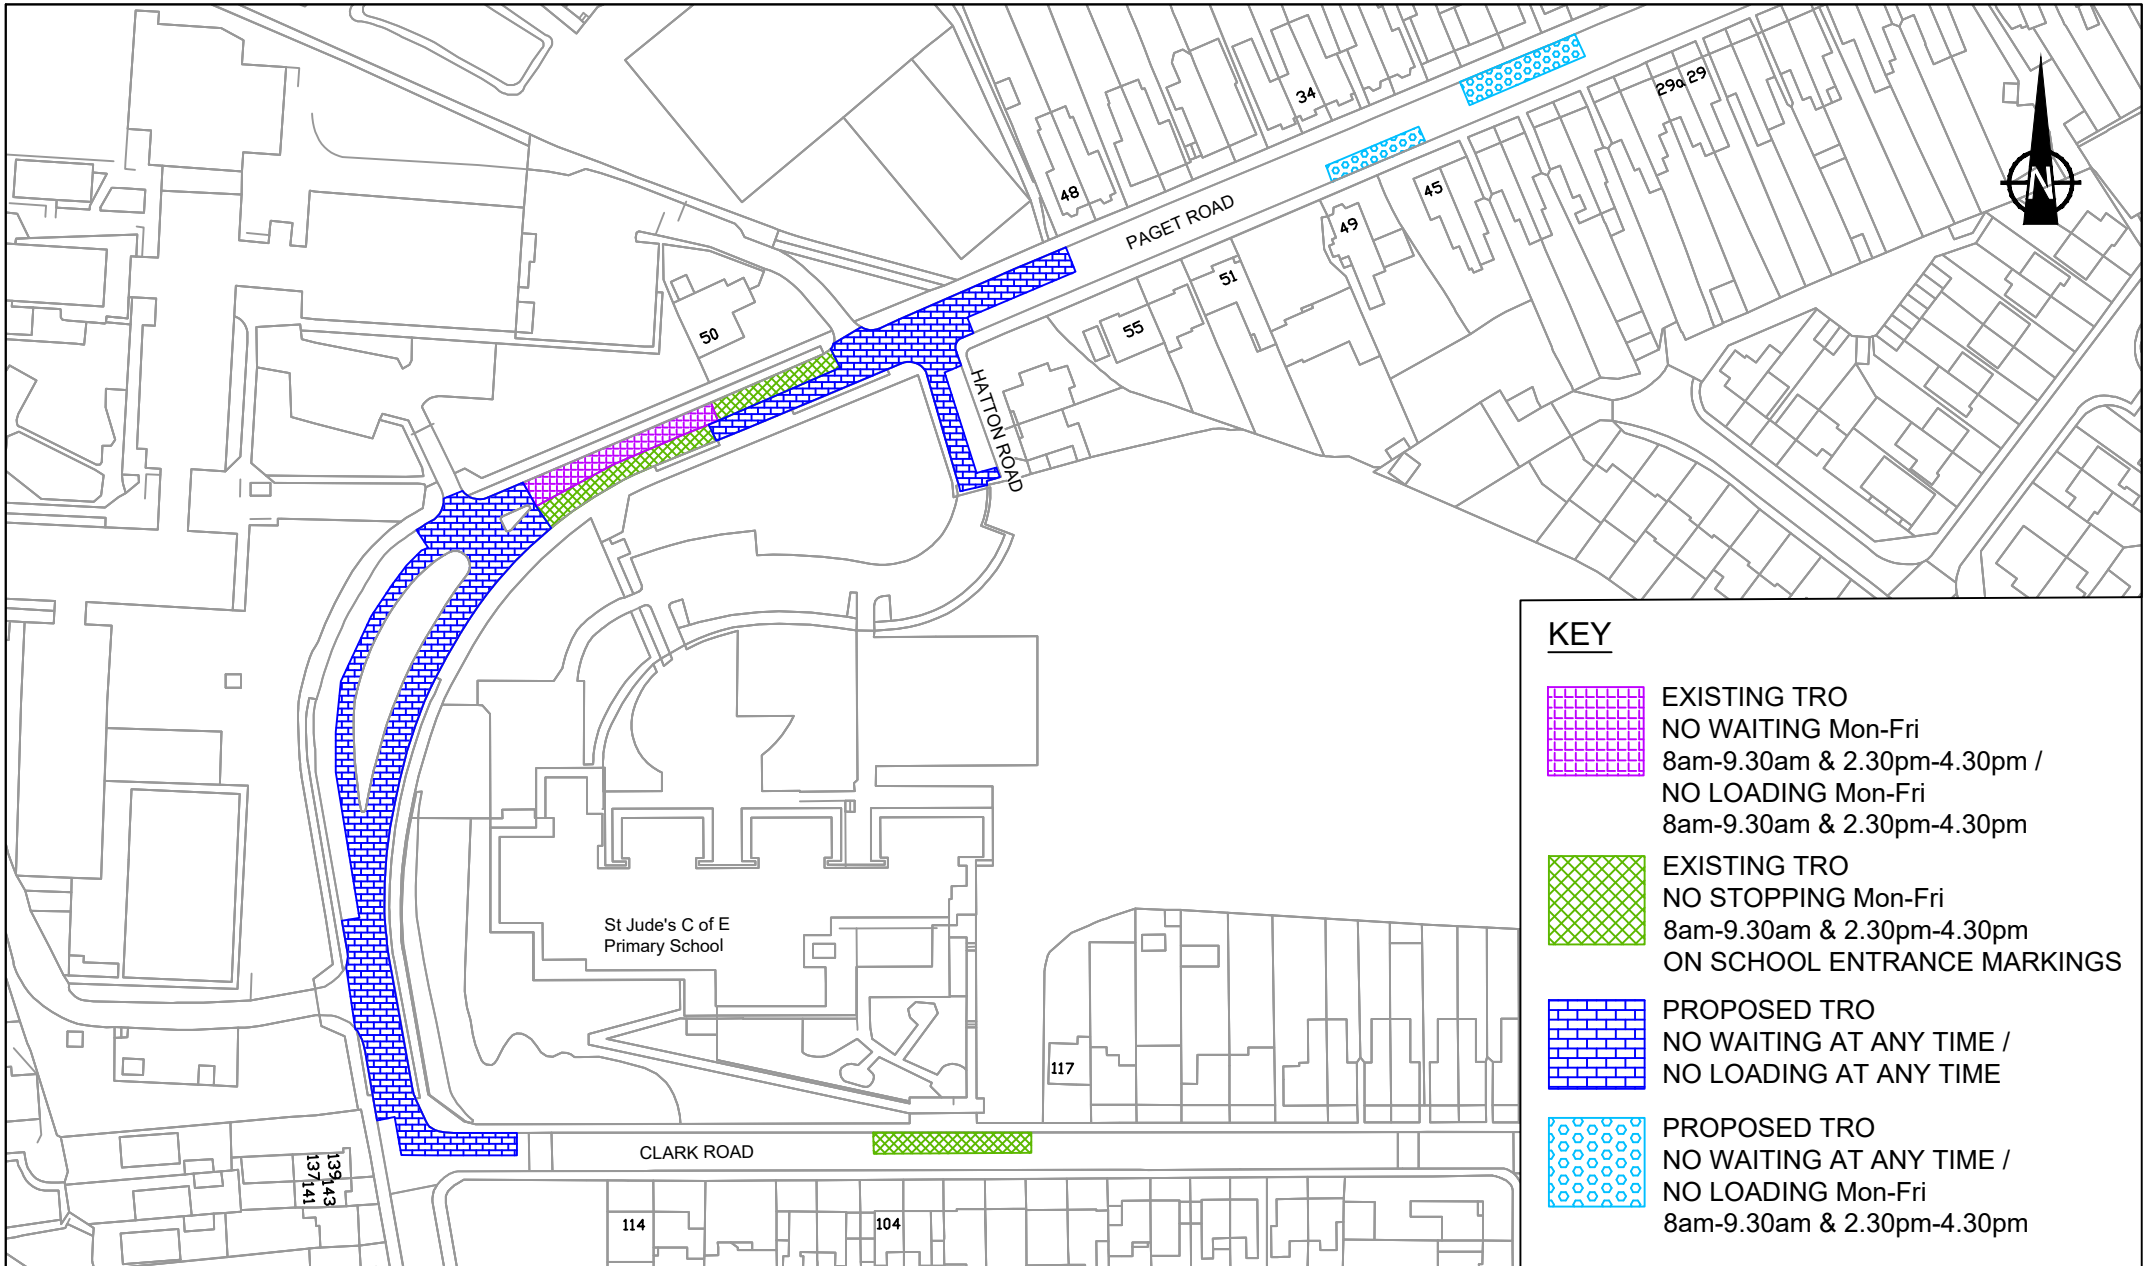 34
29a 29
48
PAGET ROAD
45
49
51
55
50
N
HATTON ROAD
KEY
EXISTING TRO
NO WAITING Mon-Fri
8am-9.30am & 2.30pm-4.30pm /
NO LOADING Mon-Fri
8am-9.30am & 2.30pm-4.30pm
EXISTING TRO
NO STOPPING Mon-Fri
8am-9.30am & 2.30pm-4.30pm
ON SCHOOL ENTRANCE MARKINGS
PROPOSED TRO
NO WAITING AT ANY TIME /
NO LOADING AT ANY TIME
PROPOSED TRO
NO WAITING AT ANY TIME /
NO LOADING Mon-Fri
8am-9.30am & 2.30pm-4.30pm
St Jude's C of E
Primary School
117
CLARK ROAD
139
137
143
141
114
104